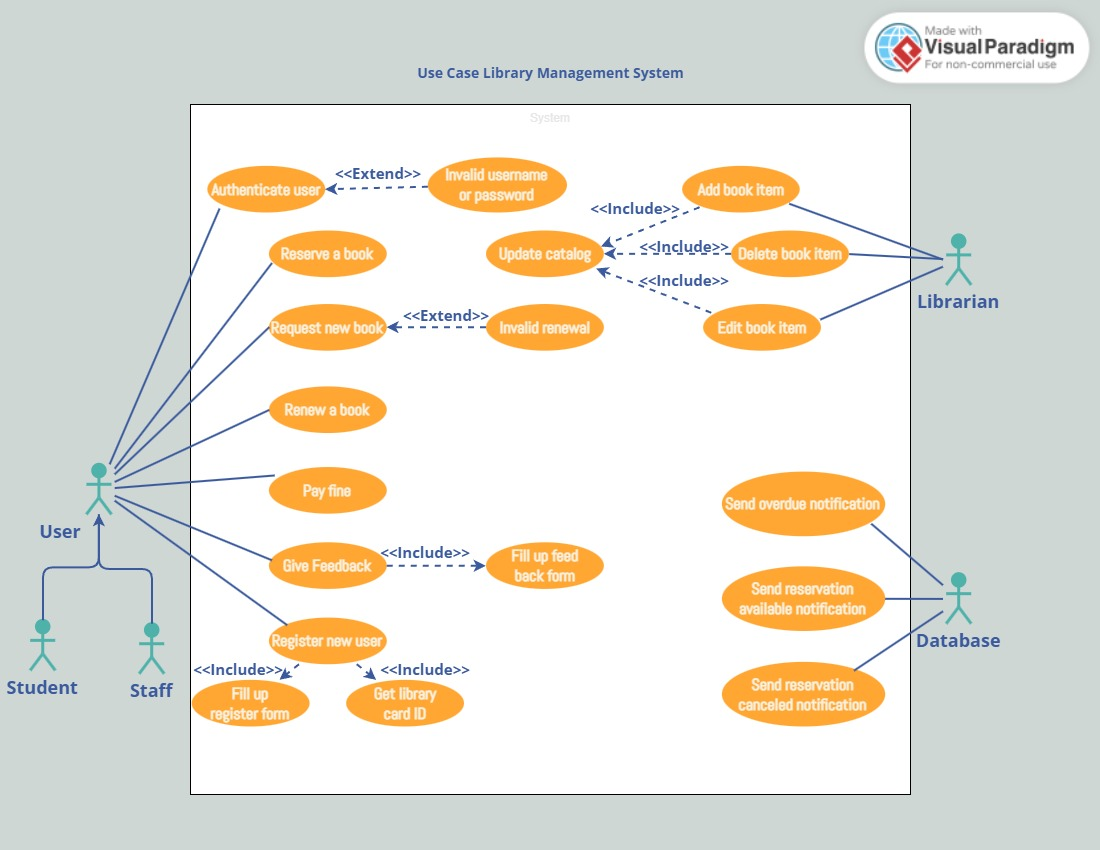 Made with
Visual Paradigm
For non-commercial use
Use Case Library Management System
System
Authenticate user
<<Extend>>
Invalid username
or password
Add book item
<<Include>>
Reserve a book
Update catalog
<<Include>>
Delete book item
<<Include>>
Librarian
Request new book
<<Extend>>
Invalid renewal
Edit book item
Renew a book
Pay fine
Send overdue notification
User
Give Feedback
<<Include>>
Fill up feed
back form
Send reservation
available notification
Register new user
Database
<<Include>>
<<Include>>
Student
Staff
Fill up
register form
Get library
card ID
Send reservation
canceled notification